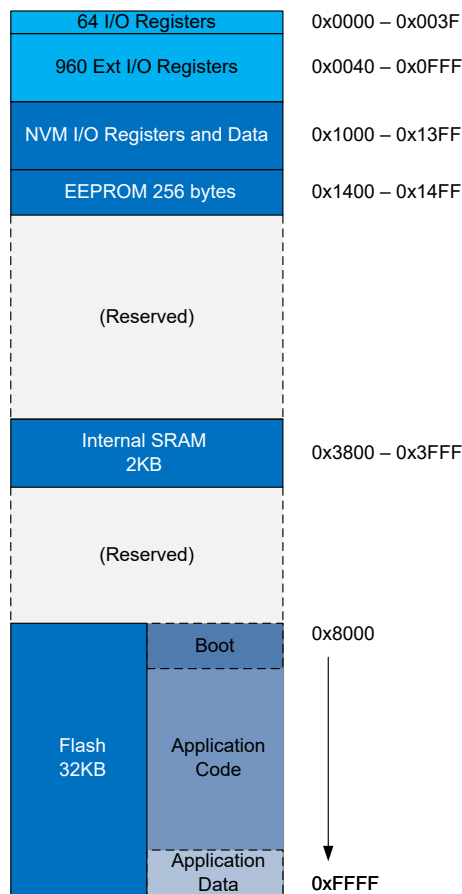 64 I/O Registers 0x0000 – 0x003F
960 Ext I/O Registers 0x0040 – 0x0FFF
NVM I/O Registers and Data 0x1000 – 0x13FF
EEPROM 256 bytes 0x1400 – 0x14FF
(Reserved)
Internal SRAM
2KB
0x3800 – 0x3FFF
(Reserved)
Boot 0x8000
Flash
32KB
Application
Code
Application
Data
0xFFFF